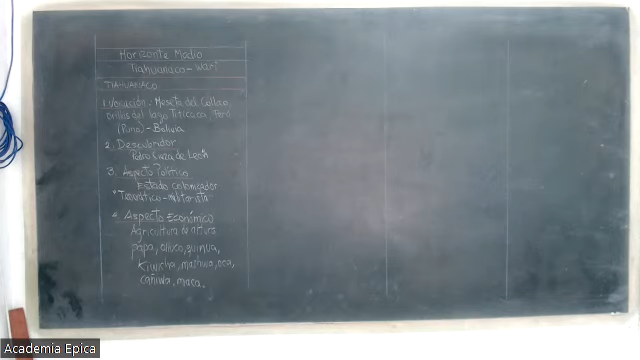 Horizonte Medio
Tiahuanaco - Wari
TIAHUANACO
1. Ubicación: Meseta del Collao,
orillas del lago Titicaca, Perú
(Puno) - Bolivia
2. Descubridor
Pedro Cieza de León
3. Aspecto Político
Estado colonizador
"Teocrático - militarista"
4. Aspecto Económico
Agricultura de altura
papa, olluco, quinua,
Kiwicha, mashua, oca,
cañiwa, maca.
Academia Epica